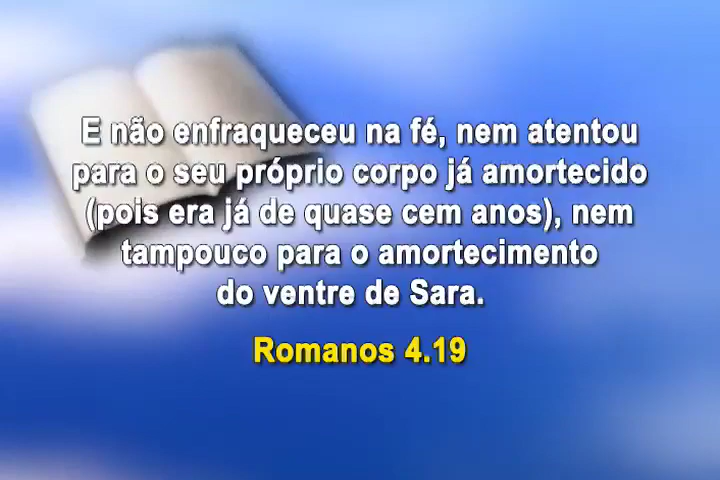 E não enfraqueceu na fé, nem atentou
para o seu próprio corpo já amortecido
(pois era já de quase cem anos), nem
tampouco para o amortecimento
do ventre de Sara.
Romanos 4.19